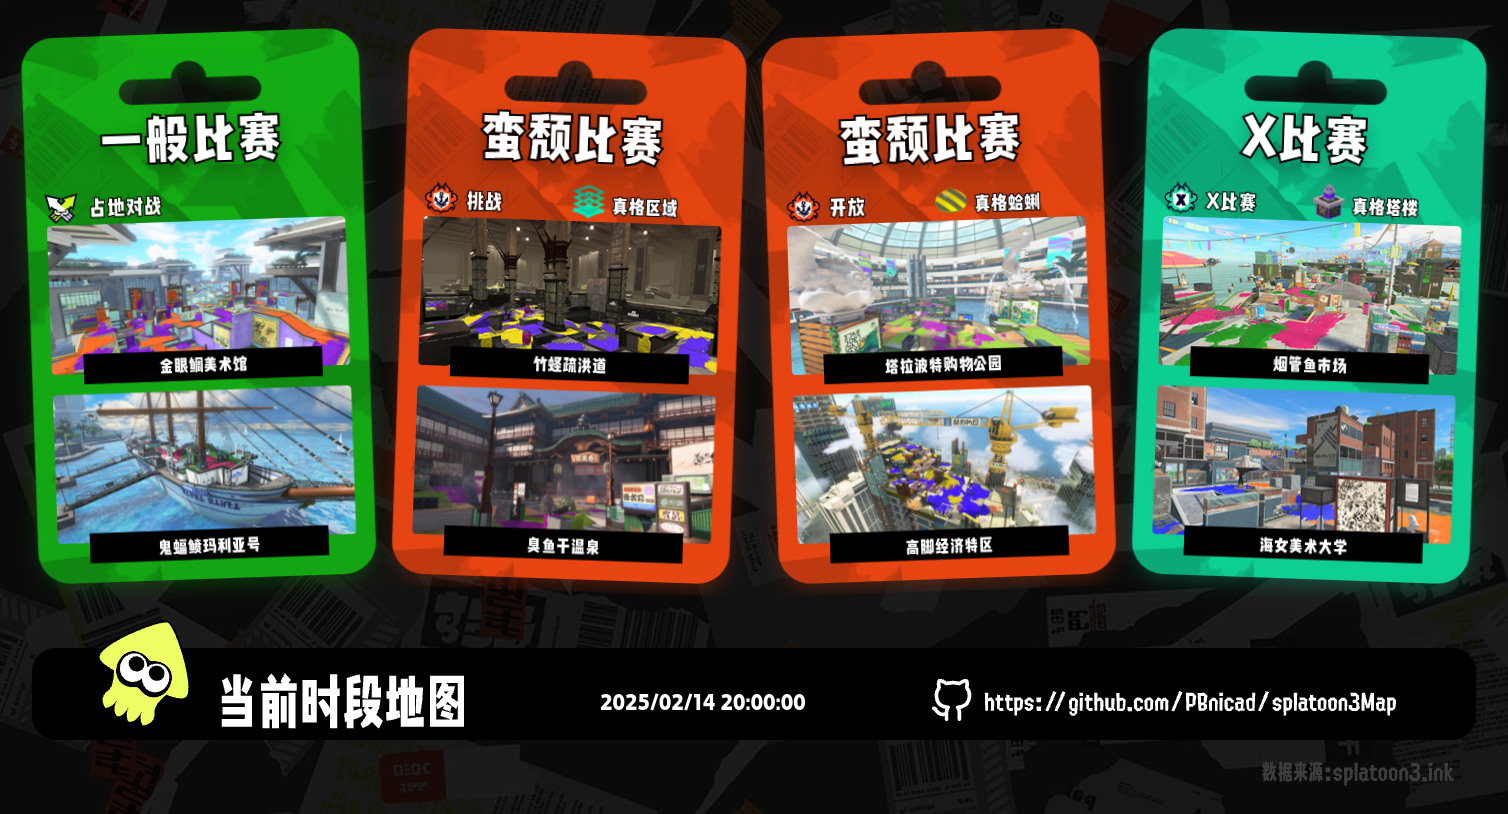 一般比赛
占地对战
金眼鲷美术馆
鬼蝠鲼玛利亚号
蛮颓比赛
挑战
真格区域
竹蛏疏洪道
臭鱼干温泉
蛮颓比赛
开放
真格蛤蜊
塔拉波特购物公园
高脚经济特区
X比赛
X比赛
真格塔楼
烟管鱼市场
海女美术大学
当前时段地图
2025/02/14 20:00:00
https://github.com/PBnicad/splatoon3Map
数据来源:splatoon3.ink